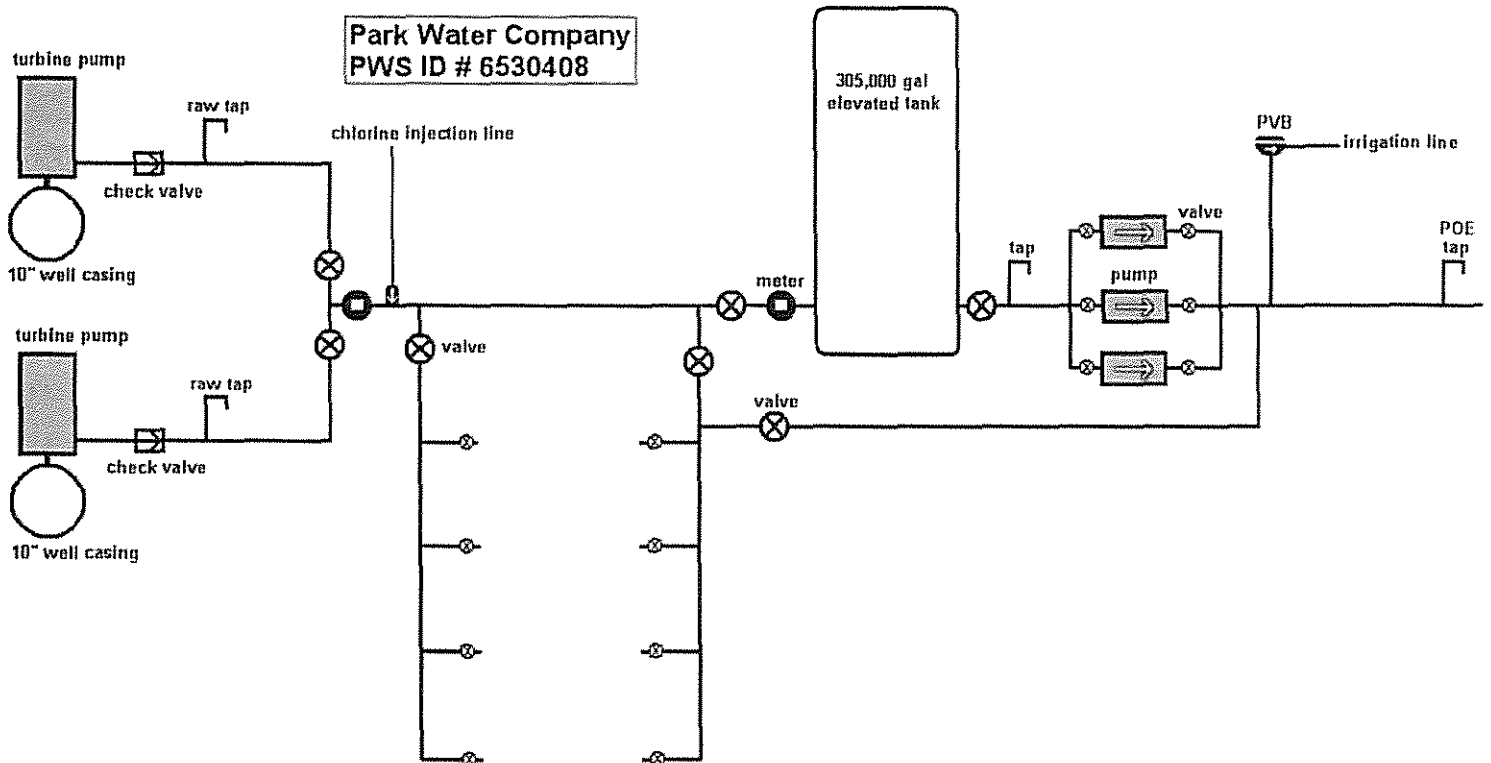 Park Water Company
PWS ID # 6530408
turbine pump
raw tap
check valve
10" well casing
chlorine injection line
turbine pump
raw tap
check valve
10" well casing
valve
305,000 gal
elevated tank
meter
valve
tap
pump
valve
PVB
irrigation line
POE
tap